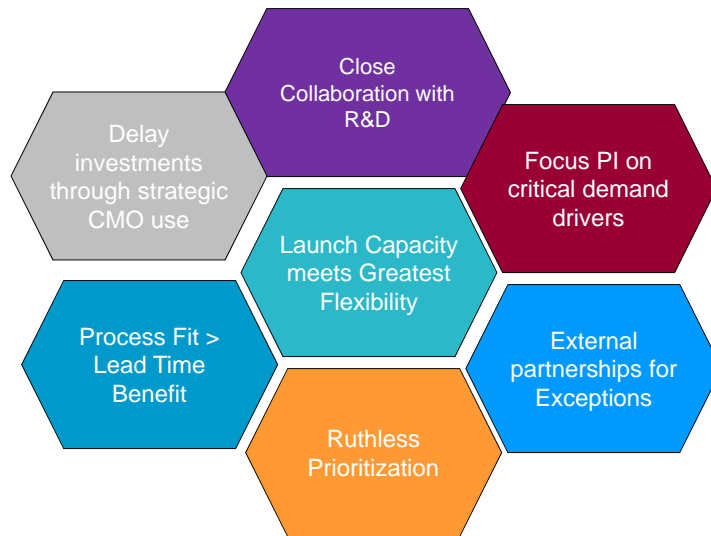 Close
Collaboration with
R&D
Delay
investments
through strategic
CMO use
Focus PI on
critical demand
drivers
Launch Capacity
meets Greatest
Flexibility
Process Fit >
Lead Time
Benefit
External
partnerships for
Exceptions
Ruthless
Prioritization